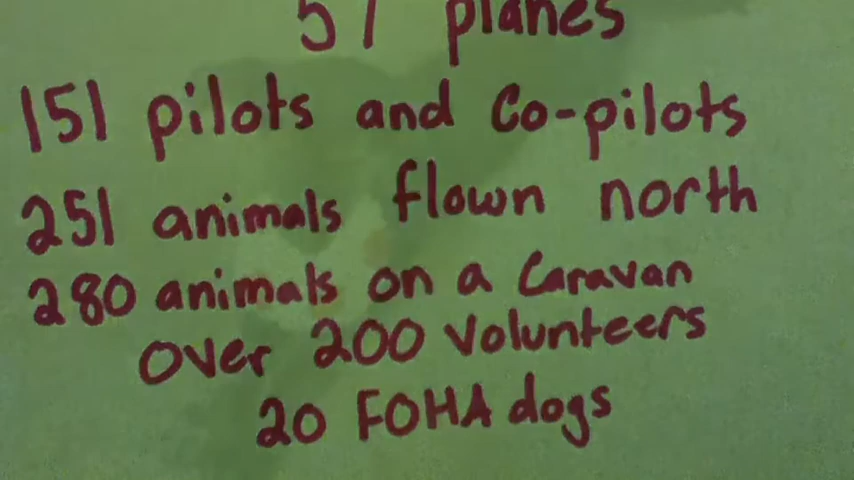 57 planes
151 pilots and Co-pilots
251 animals flown north
280 animals on a Caravan
Over 200 Volunteers
20 FOHA dogs